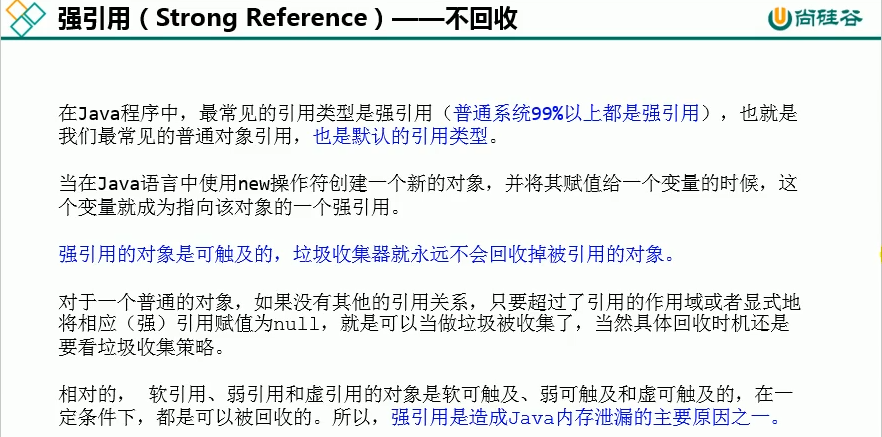 强引用（Strong Reference）——不回收
尚硅谷
在Java程序中，最常见的引用类型是强引用（普通系统99%以上都是强引用），也就是
我们最常见的普通对象引用，也是默认的引用类型。
当在Java语言中使用new操作符创建一个新的对象，并将其赋值给一个变量的时候，这
个变量就成为指向该对象的一个强引用。
强引用的对象是可触及的，垃圾收集器就永远不会回收掉被引用的对象。
对于一个普通的对象，如果没有其他的引用关系，只要超过了引用的作用域或者显式地
将相应（强）引用赋值为null，就是可以当做垃圾被收集了，当然具体回收时机还是
要看垃圾收集策略。
相对的， 软引用、弱引用和虚引用的对象是软可触及、弱可触及和虚可触及的，在一
定条件下，都是可以被回收的。所以，强引用是造成Java内存泄漏的主要原因之一。